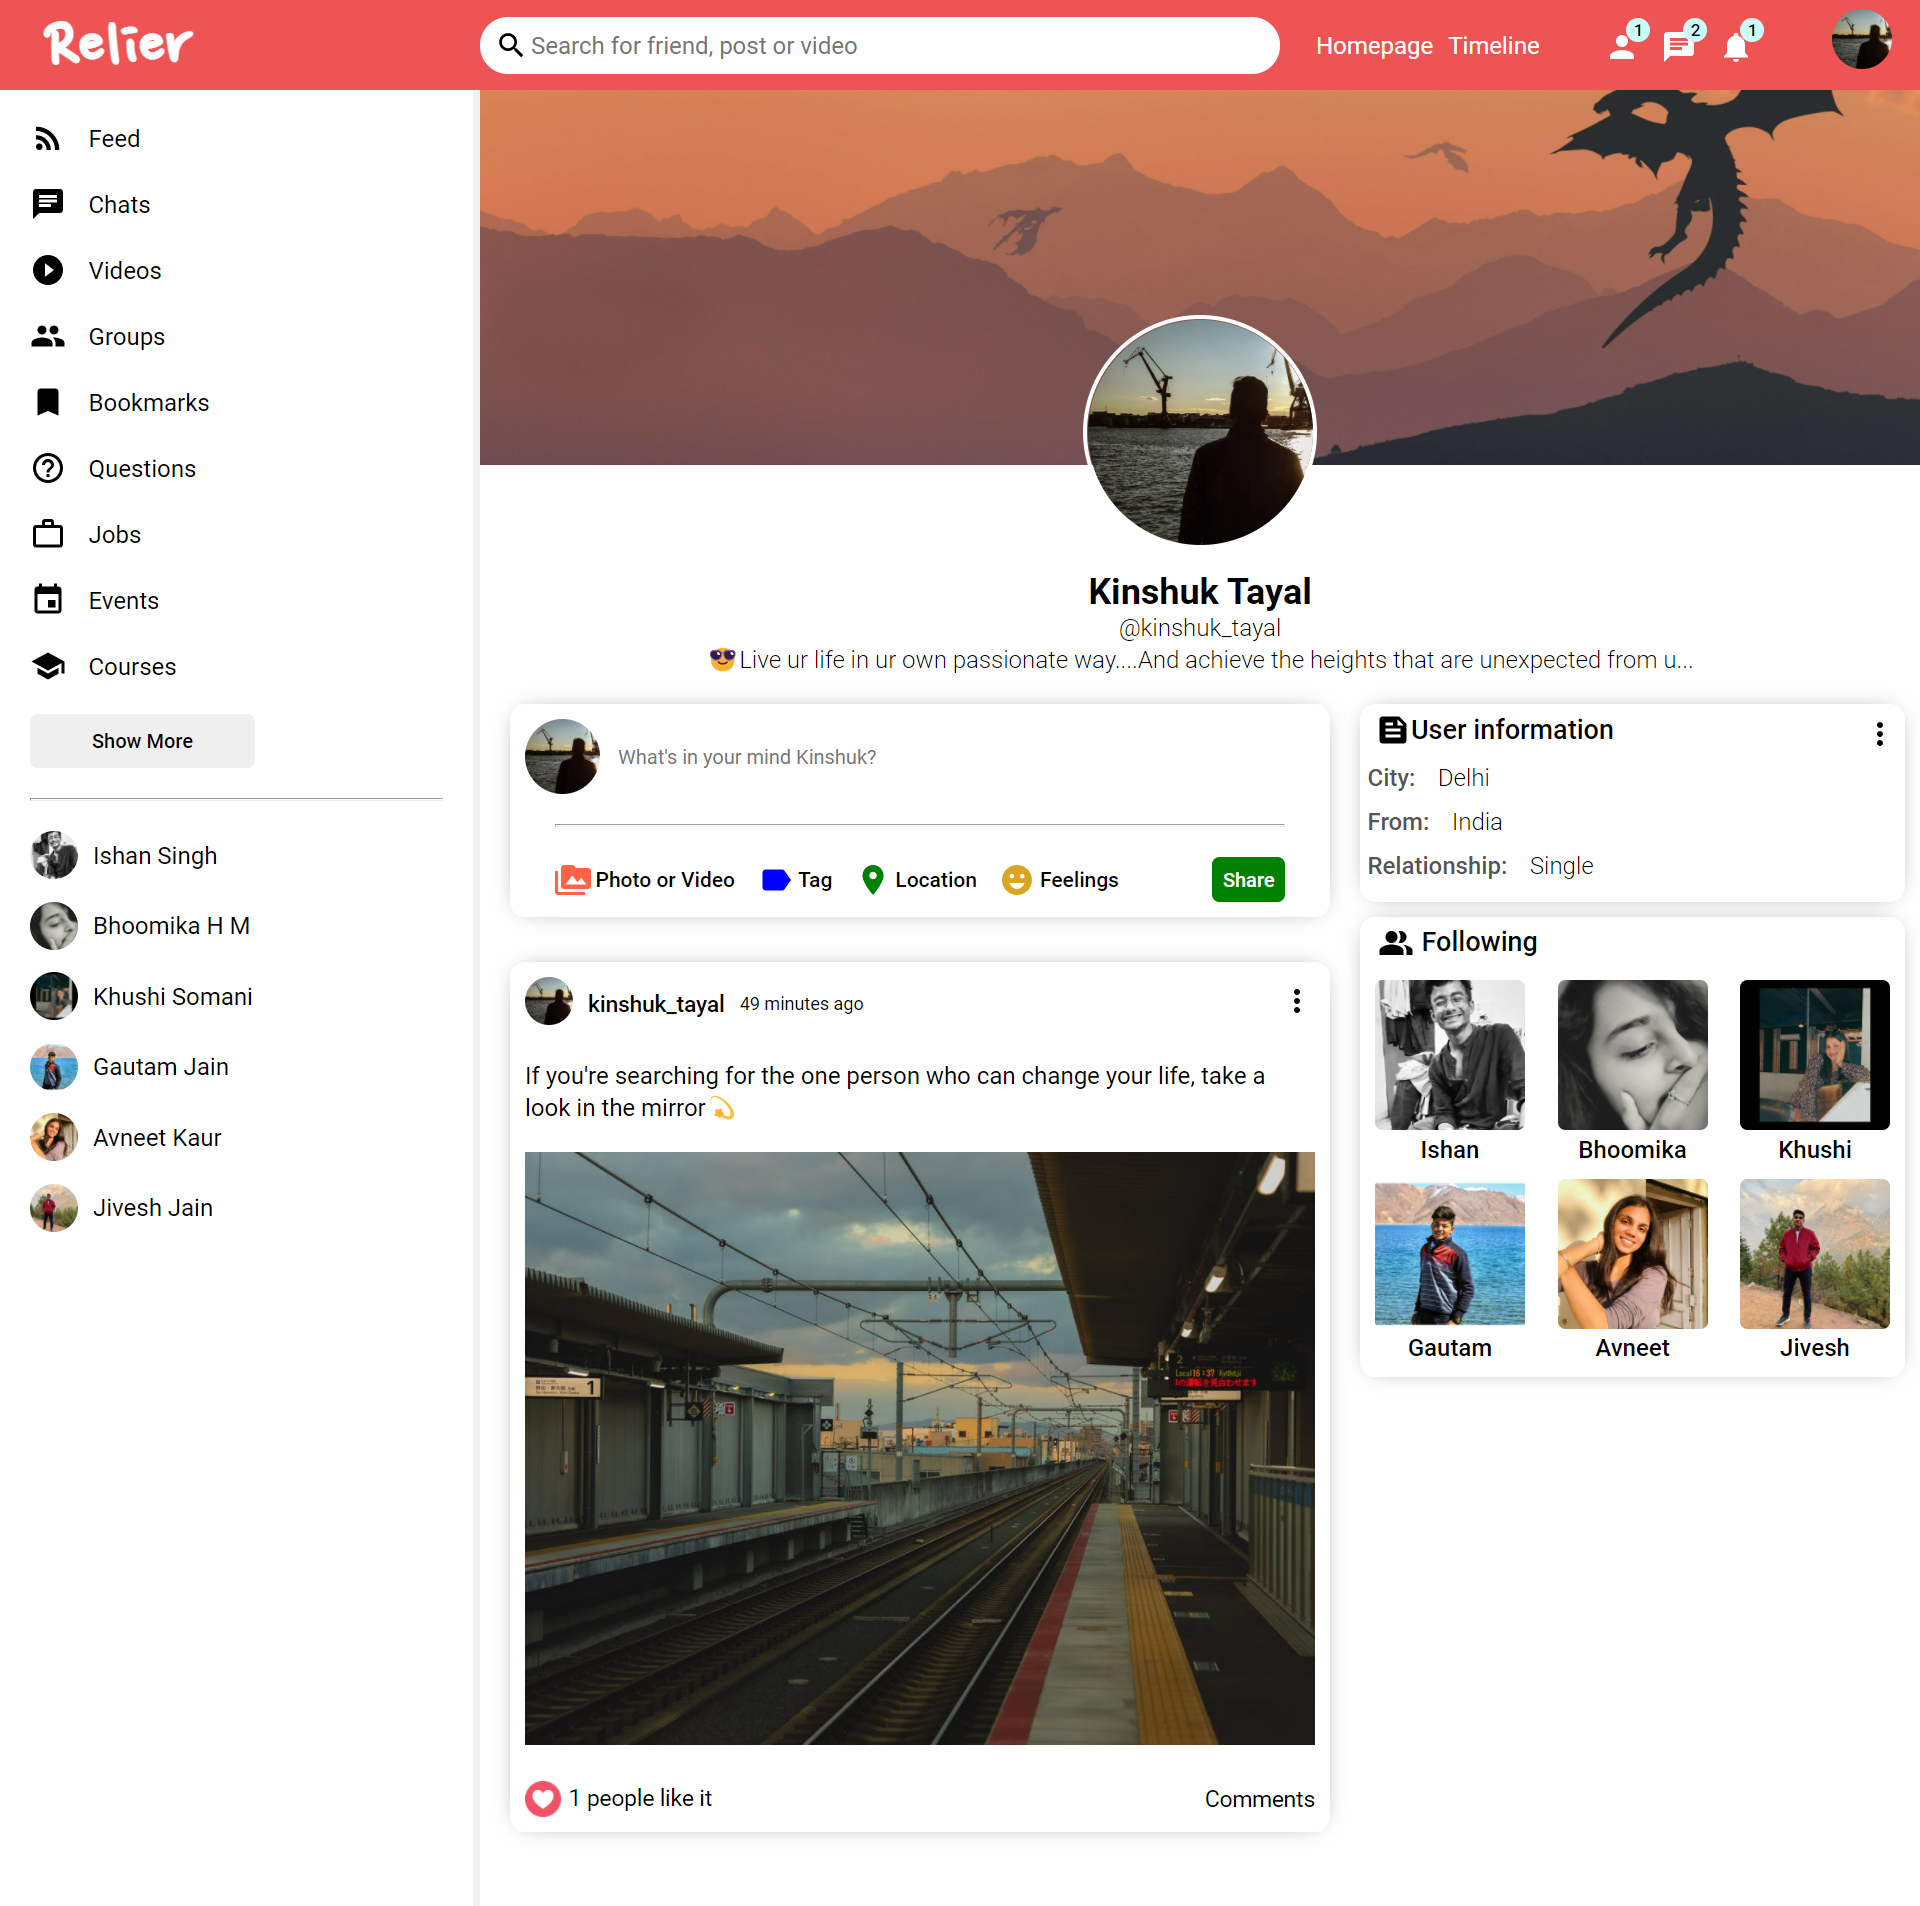 Relier
Search for friend, post or video
Homepage Timeline
1
2
1
Feed
Chats
Videos
Groups
Bookmarks
Questions
Jobs
Events
Courses
Show More
Ishan Singh
Bhoomika H M
Khushi Somani
Gautam Jain
Avneet Kaur
Jivesh Jain
Kinshuk Tayal
@kinshuk_tayal
😎Live ur life in ur own passionate way....And achieve the heights that are unexpected from u...
What's in your mind Kinshuk?
Photo or Video Tag Location Feelings Share
kinshuk_tayal 49 minutes ago
If you're searching for the one person who can change your life, take a
look in the mirror 💫
1
2
Local 16:37
1 people like it
Comments
User information
City: Delhi
From: India
Relationship: Single
Following
Ishan Bhoomika Khushi
Gautam Avneet Jivesh